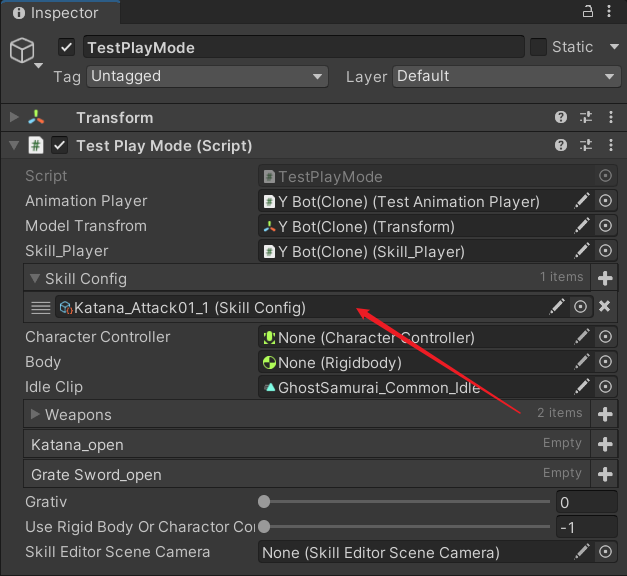 Inspector
TestPlayMode
Static
Tag Untagged Layer Default
Transform
Test Play Mode (Script)
Script TestPlayMode
Animation Player Y Bot(Clone) (Test Animation Player)
Model Transfrom Y Bot(Clone) (Transform)
Skill_Player Y Bot(Clone) (Skill_Player)
Skill Config 1 items
Katana_Attack01_1 (Skill Config)
Character Controller None (Character Controller)
Body None (Rigidbody)
Idle Clip GhostSamurai_Common_Idle
Weapons 2 items
Katana_open Empty
Grate Sword_open Empty
Grativ 0
Use Rigid Body Or Charactor Co -1
Skill Editor Scene Camera None (Skill Editor Scene Camera)